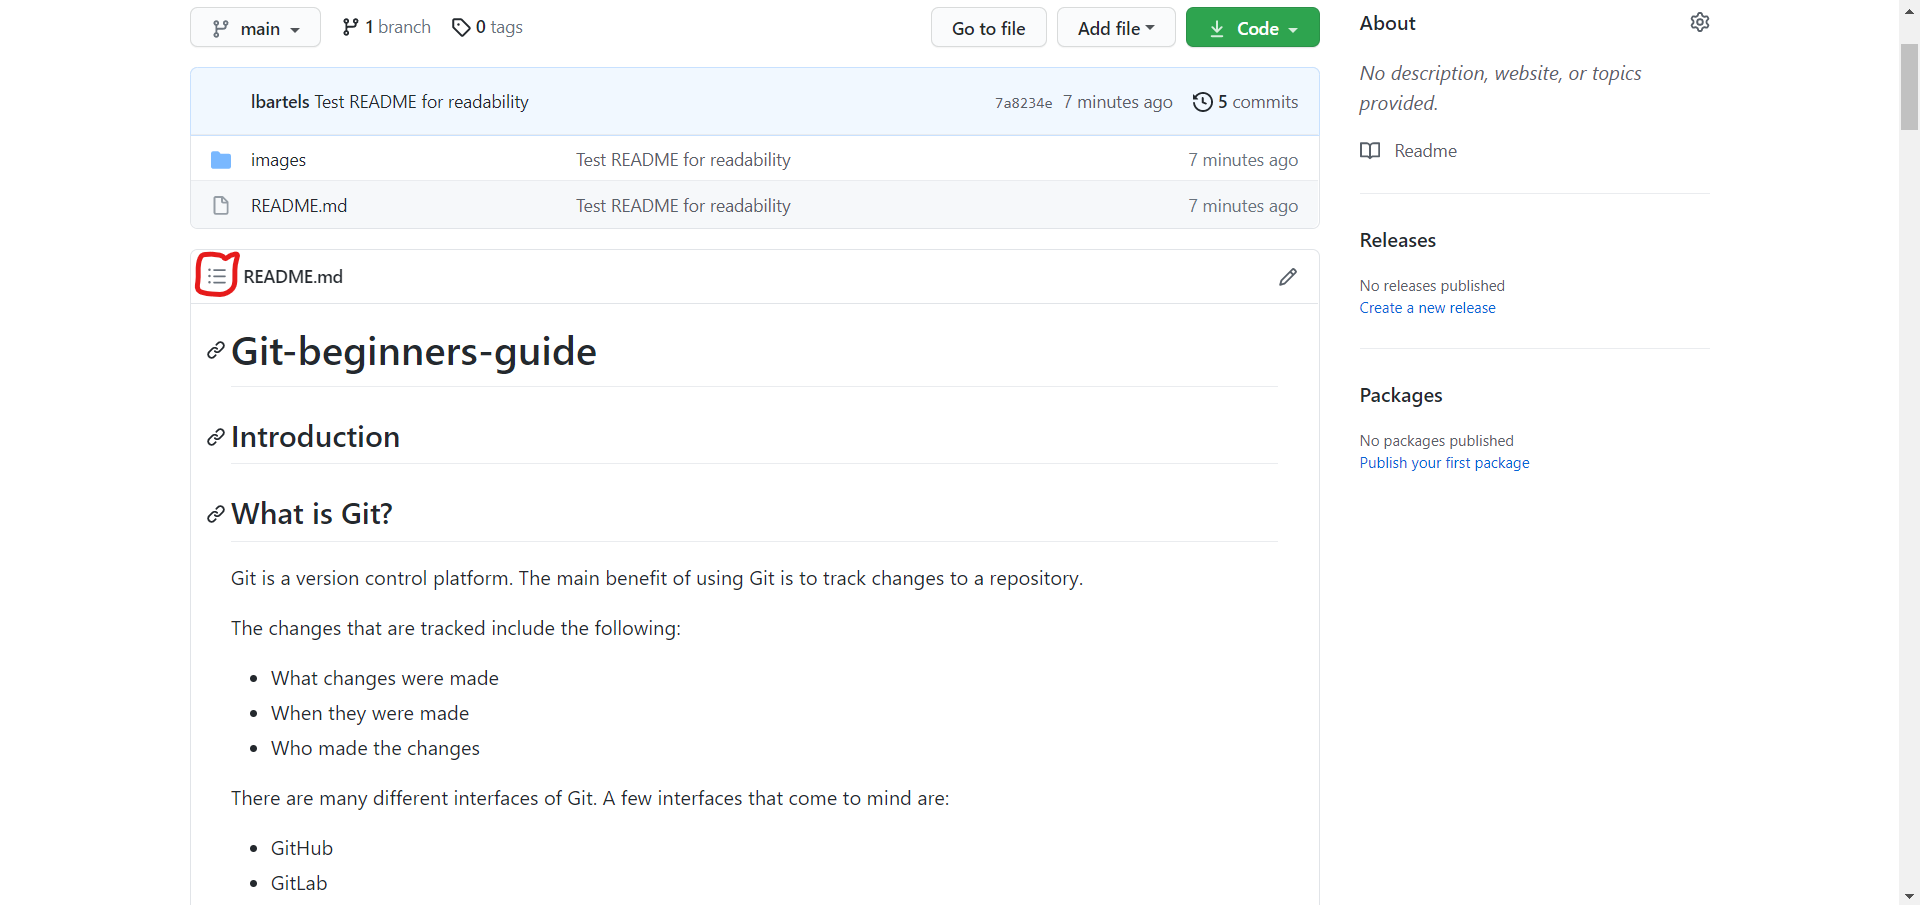 main 1 branch 0 tags Go to file Add file Code
lbartels Test README for readability 7a8234e 7 minutes ago 5 commits
images Test README for readability 7 minutes ago
README.md Test README for readability 7 minutes ago
README.md
Git-beginners-guide
Introduction
What is Git?
Git is a version control platform. The main benefit of using Git is to track changes to a repository.
The changes that are tracked include the following:
• What changes were made
• When they were made
• Who made the changes
There are many different interfaces of Git. A few interfaces that come to mind are:
• GitHub
• GitLab
About
No description, website, or topics
provided.
Readme
Releases
No releases published
Create a new release
Packages
No packages published
Publish your first package